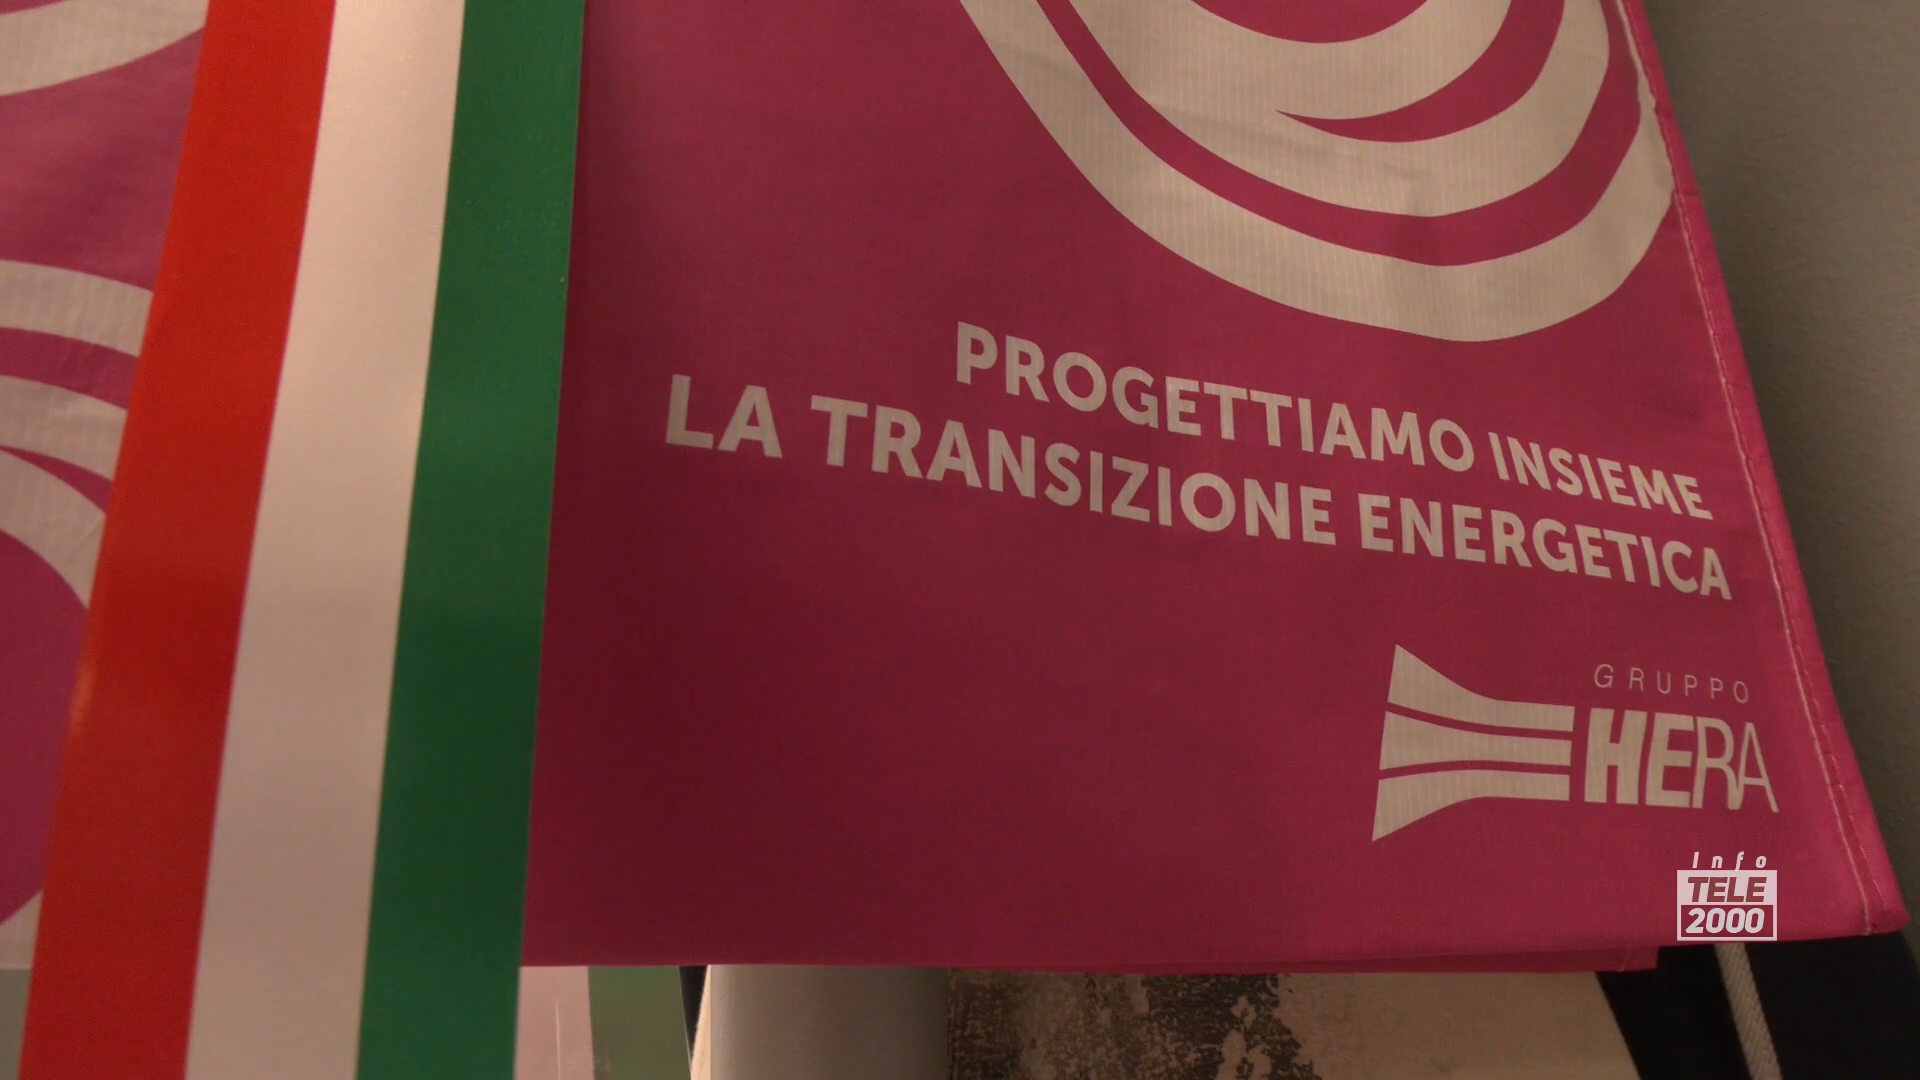 PROGETTIAMO INSIEME
LA TRANSIZIONE ENERGETICA
GRUPPO
HERA
Info
TELE
2000